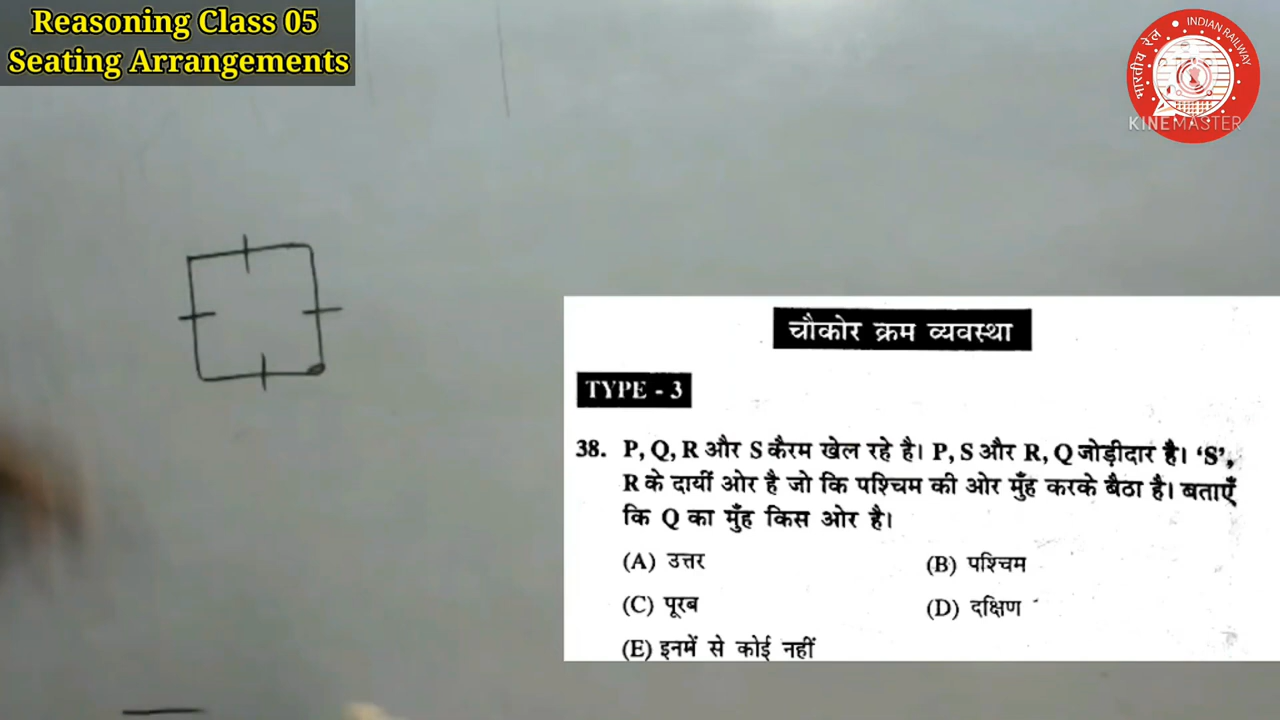 Reasoning Class 05
Seating Arrangements
भारतीय रेल
INDIAN RAILWAY
KINEMASTER
चौकोर क्रम व्यवस्था
TYPE - 3
38. P, Q, R और S कैरम खेल रहे है। P, S और R, Q जोड़ीदार है। ‘S’,
R के दायीं ओर है जो कि पश्चिम की ओर मुँह करके बैठा है। बताएँ
कि Q का मुँह किस ओर है।
(A) उत्तर
(B) पश्चिम
(C) पूरब
(D) दक्षिण
(E) इनमें से कोई नहीं